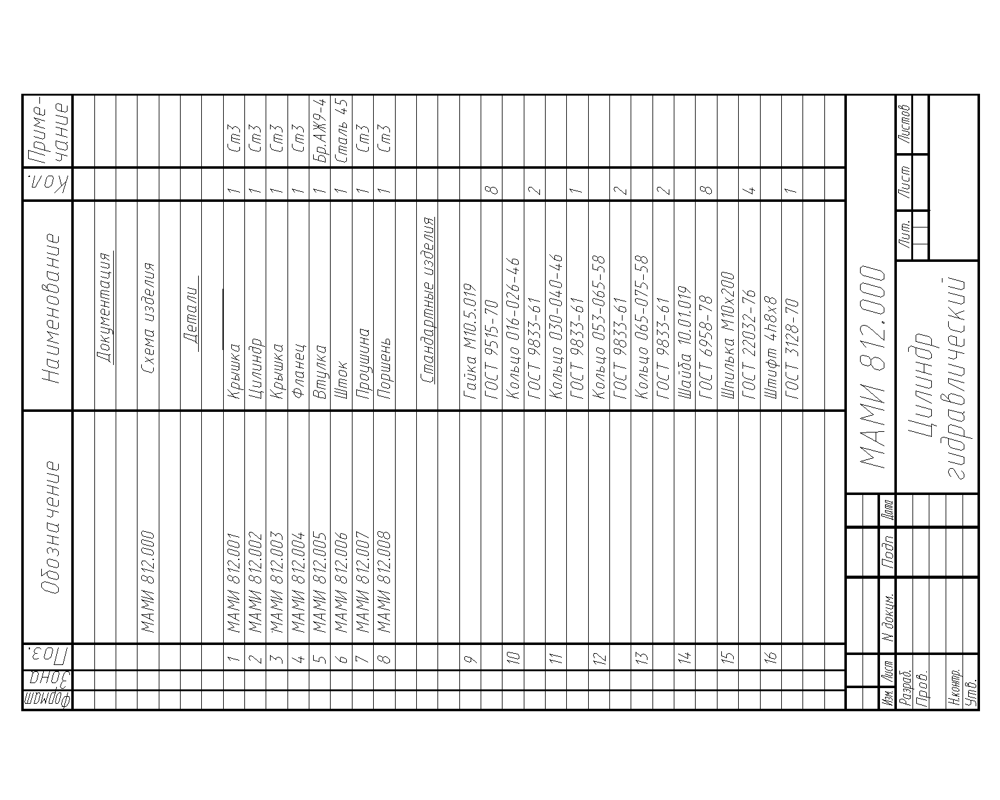 Формат Зона Поз. Обозначение Наименование Кол. Приме-
чание
Документация
МАМИ 812.000 Схема изделия
Детали
1 МАМИ 812.001 Крышка 1 Ст3
2 МАМИ 812.002 Цилиндр 1 Ст3
3 МАМИ 812.003 Крышка 1 Ст3
4 МАМИ 812.004 Фланец 1 Ст3
5 МАМИ 812.005 Втулка 1 Бр.АЖ9-4
6 МАМИ 812.006 Шток 1 Сталь 45
7 МАМИ 812.007 Проушина 1 Ст3
8 МАМИ 812.008 Поршень 1 Ст3
Стандартные изделия
9 Гайка М10.5.019
ГОСТ 9515-70 8
10 Кольцо 016-026-46
ГОСТ 9833-61 2
11 Кольцо 030-040-46
ГОСТ 9833-61 1
12 Кольцо 053-065-58
ГОСТ 9833-61 2
13 Кольцо 065-075-58
ГОСТ 9833-61 2
14 Шайба 10.01.019
ГОСТ 6958-78 8
15 Шпилька М10х200
ГОСТ 22032-76 4
16 Штифт 4h8х8
ГОСТ 3128-70 1
МАМИ 812.000
Изм Лист N докум. Подп Дата
Разраб.
Пров.
Н.контр.
Утв.
Цилиндр
гидравлический
Лит. Лист Листов